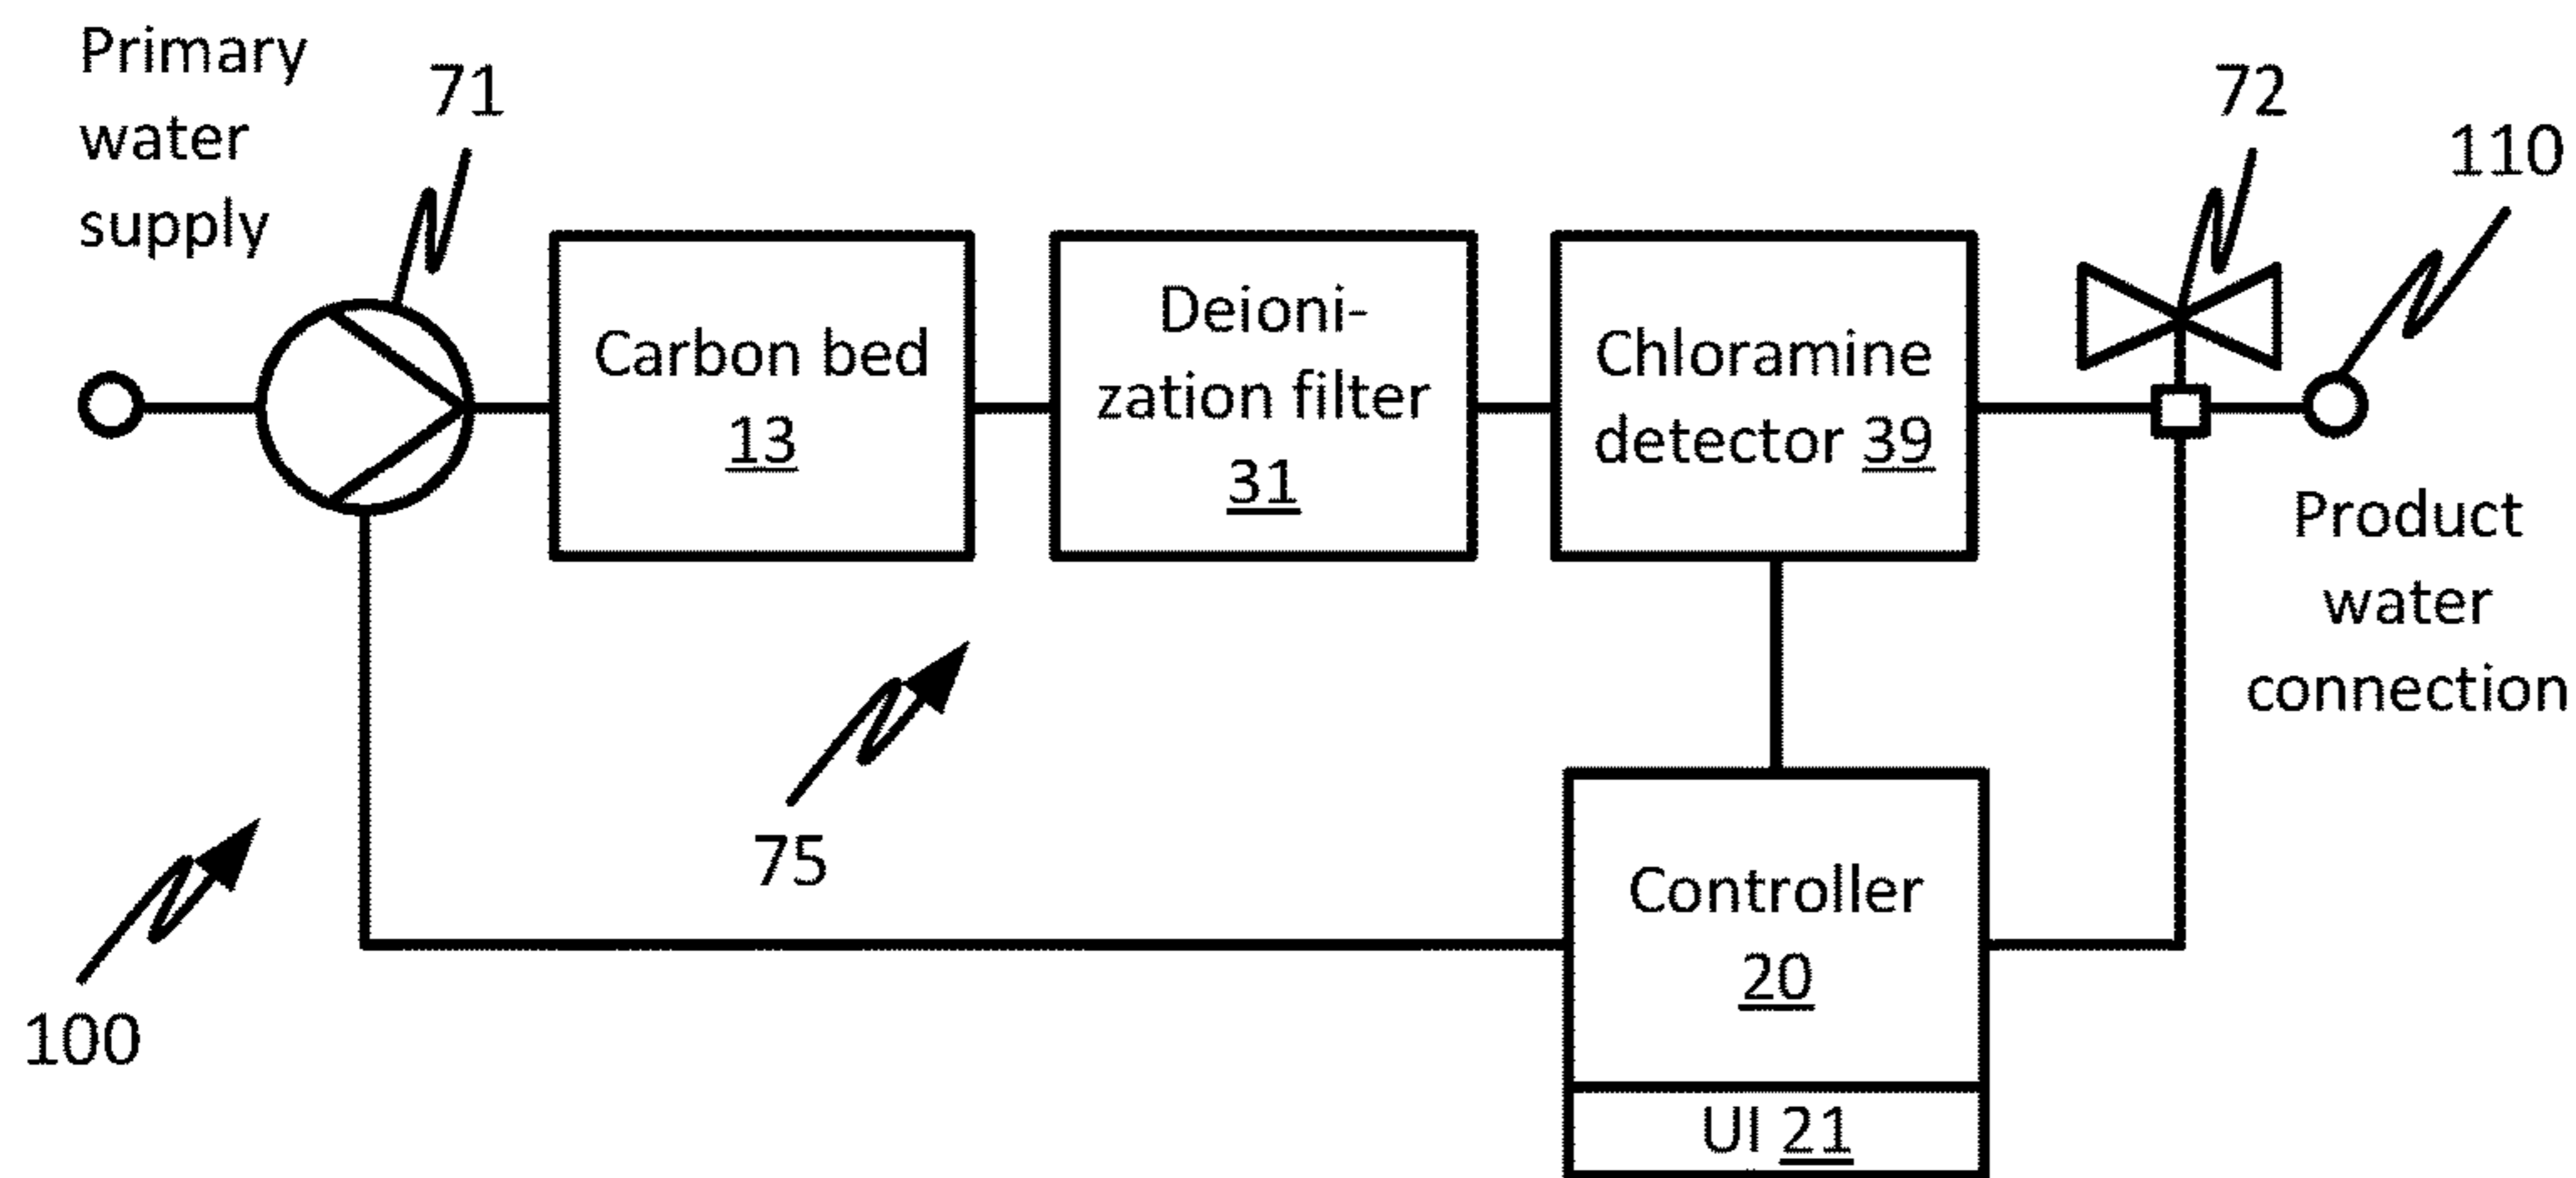 Primary
water
supply
71
72
110
Carbon bed
13
Deioni-
zation filter
31
Chloramine
detector 39
Product
water
connection
75
100
Controller
20
UI 21